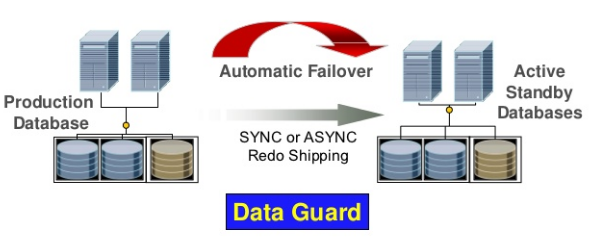 Automatic Failover
Production
Database
Active
Standby
Databases
SYNC or ASYNC
Redo Shipping
Data Guard